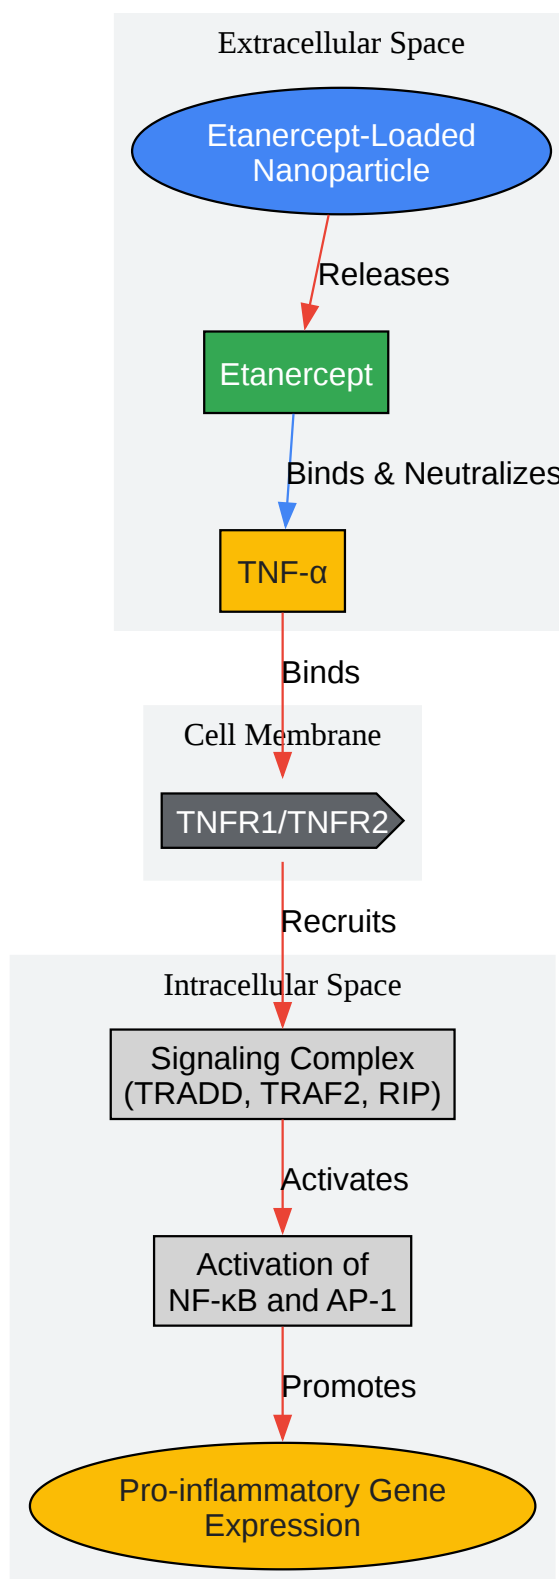 Extracellular Space
Etanercept-Loaded
Nanoparticle
Releases
Etanercept
Binds & Neutralizes
TNF-α
Binds
Cell Membrane
TNFR1/TNFR2
Recruits
Intracellular Space
Signaling Complex
(TRADD, TRAF2, RIP)
Activates
Activation of
NF-κB and AP-1
Promotes
Pro-inflammatory Gene
Expression